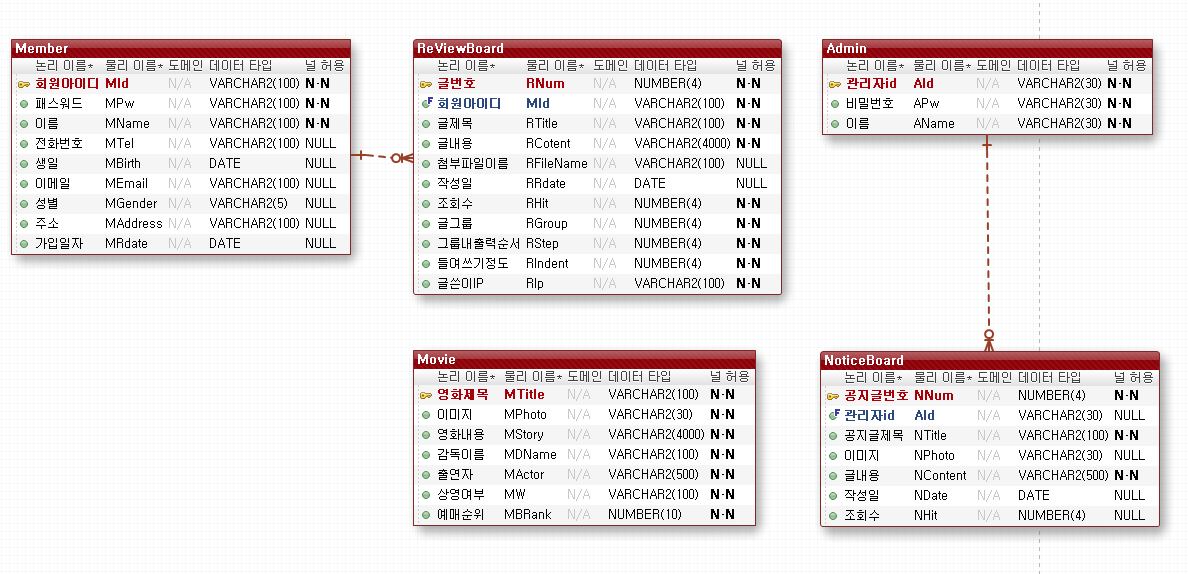 Member
논리 이름* 물리 이름* 도메인 데이터 타입 널 허용
회원아이디 MId N/A VARCHAR2(100) N-N
패스워드 MPw N/A VARCHAR2(100) N-N
이름 MName N/A VARCHAR2(100) N-N
전화번호 MTel N/A VARCHAR2(100) NULL
생일 MBirth N/A DATE NULL
이메일 MEmail N/A VARCHAR2(100) NULL
성별 MGender N/A VARCHAR2(5) NULL
주소 MAddress N/A VARCHAR2(100) NULL
가입일자 MRdate N/A DATE NULL
ReViewBoard
논리 이름* 물리 이름* 도메인 데이터 타입 널 허용
글번호 RNum N/A NUMBER(4) N-N
회원아이디 MId N/A VARCHAR2(100) N-N
글제목 RTitle N/A VARCHAR2(100) N-N
글내용 RCotent N/A VARCHAR2(4000) N-N
첨부파일이름 RFileName N/A VARCHAR2(100) NULL
작성일 RRdate N/A DATE NULL
조회수 RHit N/A NUMBER(4) N-N
글그룹 RGroup N/A NUMBER(4) N-N
그룹내출력순서 RStep N/A NUMBER(4) N-N
들여쓰기정도 RIndent N/A NUMBER(4) N-N
글쓴이IP RIp N/A VARCHAR2(100) N-N
Admin
논리 이름* 물리 이름* 도메인 데이터 타입 널 허용
관리자id AId N/A VARCHAR2(30) N-N
비밀번호 APw N/A VARCHAR2(30) N-N
이름 AName N/A VARCHAR2(30) N-N
Movie
논리 이름* 물리 이름* 도메인 데이터 타입 널 허용
영화제목 MTitle N/A VARCHAR2(100) N-N
이미지 MPhoto N/A VARCHAR2(30) N-N
영화내용 MStory N/A VARCHAR2(4000) N-N
감독이름 MDName N/A VARCHAR2(100) N-N
출연자 MActor N/A VARCHAR2(500) N-N
상영여부 MW N/A VARCHAR2(100) N-N
예매순위 MBRank N/A NUMBER(10) N-N
NoticeBoard
논리 이름* 물리 이름* 도메인 데이터 타입 널 허용
공지글번호 NNum N/A NUMBER(4) N-N
관리자id AId N/A VARCHAR2(30) NULL
공지글제목 NTitle N/A VARCHAR2(100) N-N
이미지 NPhoto N/A VARCHAR2(30) NULL
글내용 NContent N/A VARCHAR2(500) N-N
작성일 NDate N/A DATE NULL
조회수 NHit N/A NUMBER(4) NULL